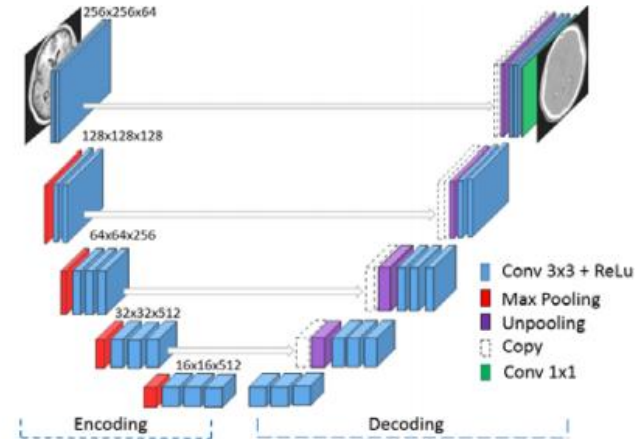 256x256x64
128x128x128
64x64x256
32x32x512
16x16x512
Conv 3x3 + ReLu
Max Pooling
Unpooling
Copy
Conv 1x1
Encoding
Decoding